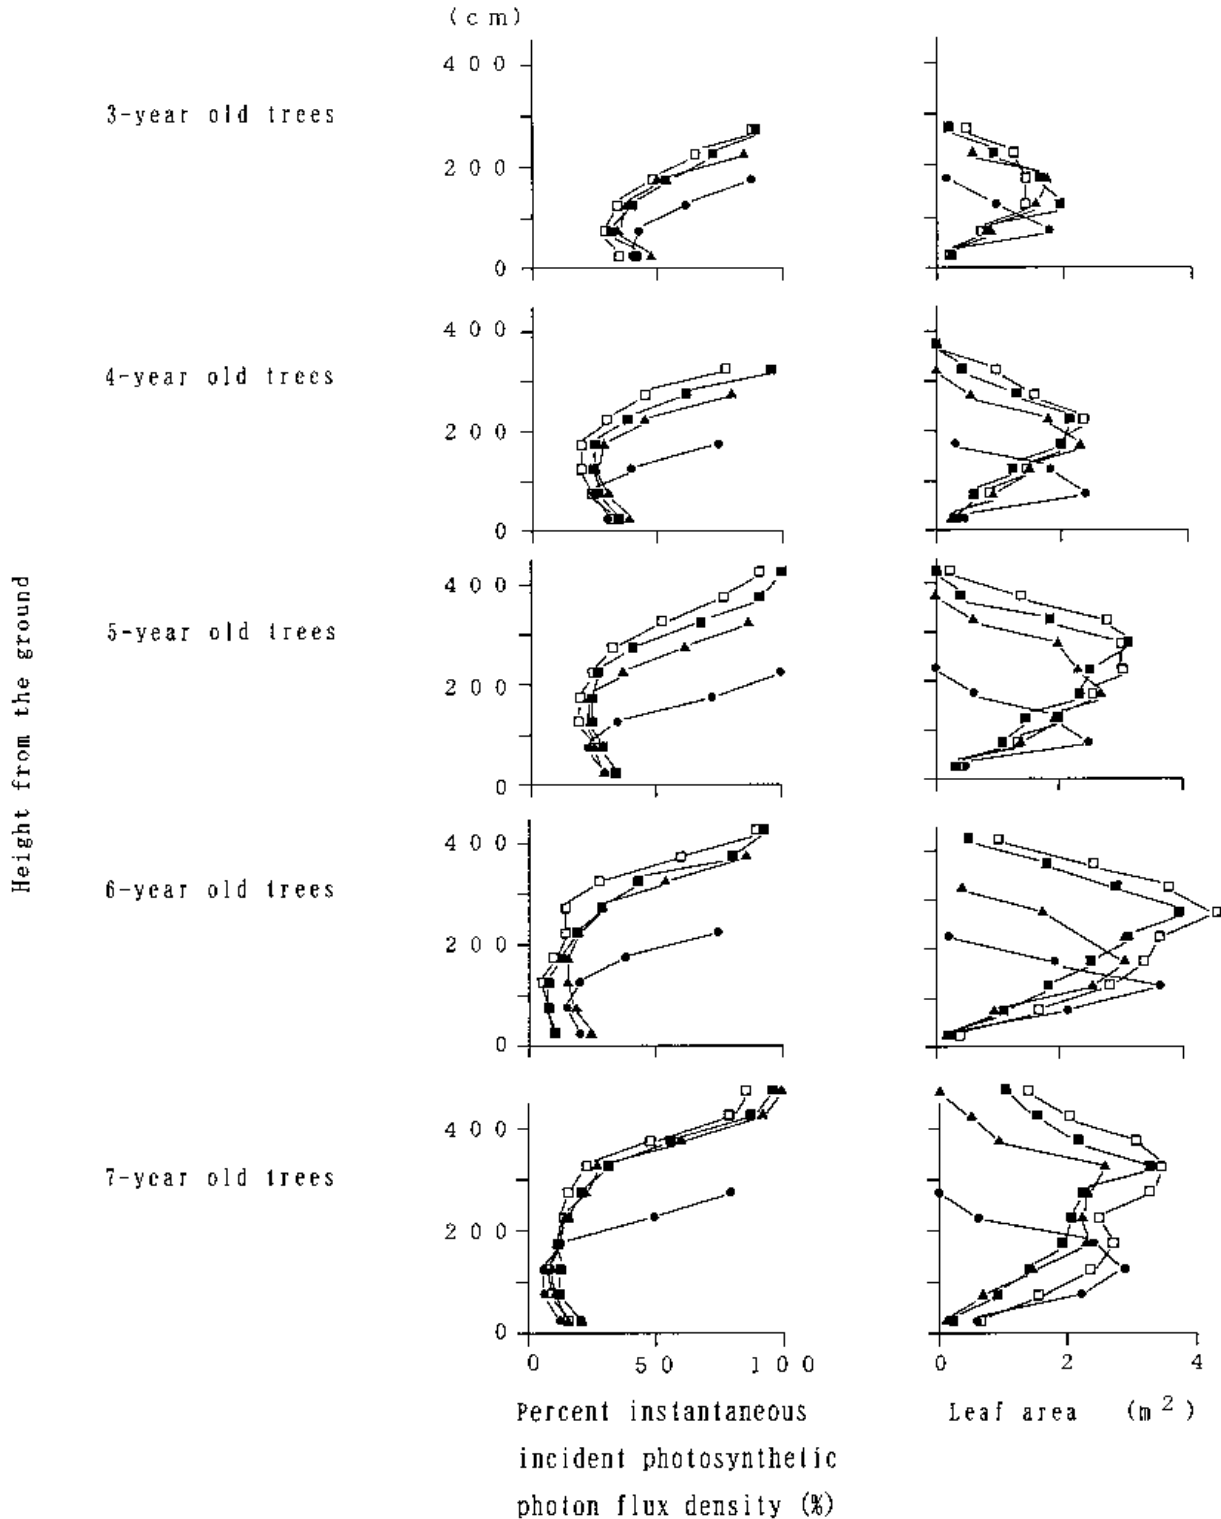 (cm)
400
3-year old trees
200
0
400
4-year old trees
200
0
Height from the ground
400
5-year old trees
200
0
400
6-year old trees
200
0
400
7-year old trees
200
0
0 50 100 0 2 4
Percent instantaneous Leaf area (m²)
incident photosynthetic
photon flux density (%)